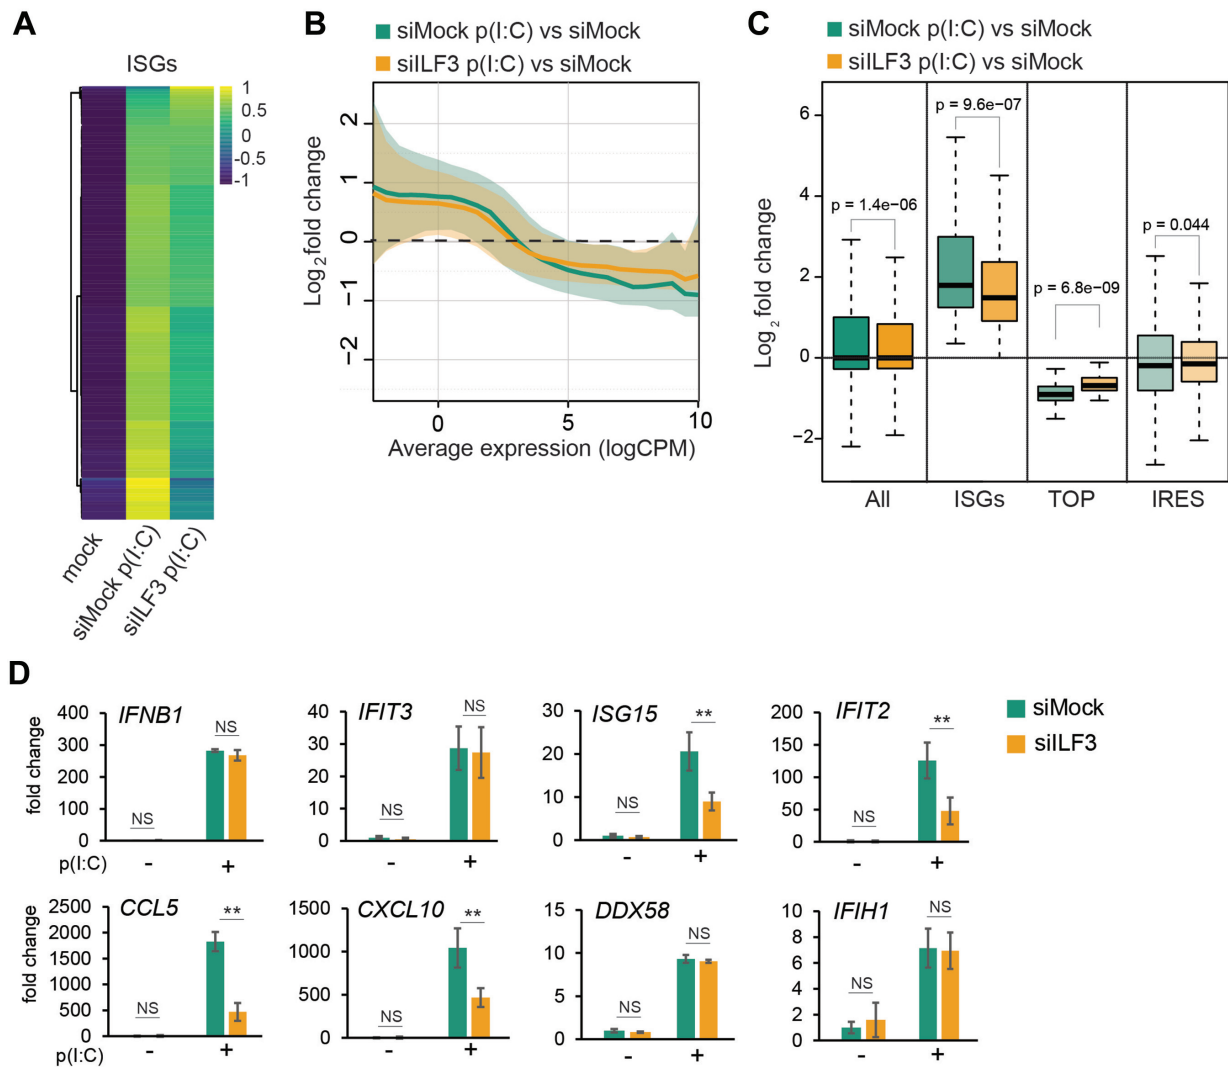 A
ISGs
1
0.5
0
-0.5
-1
mock
siMock p(I:C)
siILF3 p(I:C)
B
siMock p(I:C) vs siMock
siILF3 p(I:C) vs siMock
Log2 fold change
2
1
0
−1
−2
0
5
10
Average expression (logCPM)
C
siMock p(I:C) vs siMock
siILF3 p(I:C) vs siMock
Log2 fold change
6
4
2
0
−2
p = 1.4e−06
p = 9.6e−07
p = 6.8e−09
p = 0.044
All
ISGs
TOP
IRES
D
siMock
siILF3
IFNB1
fold change
400
300
200
100
0
NS
NS
p(I:C)
-
+
IFIT3
40
30
20
10
0
NS
NS
-
+
ISG15
30
20
10
0
NS
**
-
+
IFIT2
200
150
100
50
0
NS
**
-
+
CCL5
fold change
2500
2000
1500
1000
500
0
NS
**
p(I:C)
-
+
CXCL10
1500
1000
500
0
NS
**
-
+
DDX58
15
10
5
0
NS
NS
-
+
IFIH1
10
8
6
4
2
0
NS
NS
-
+